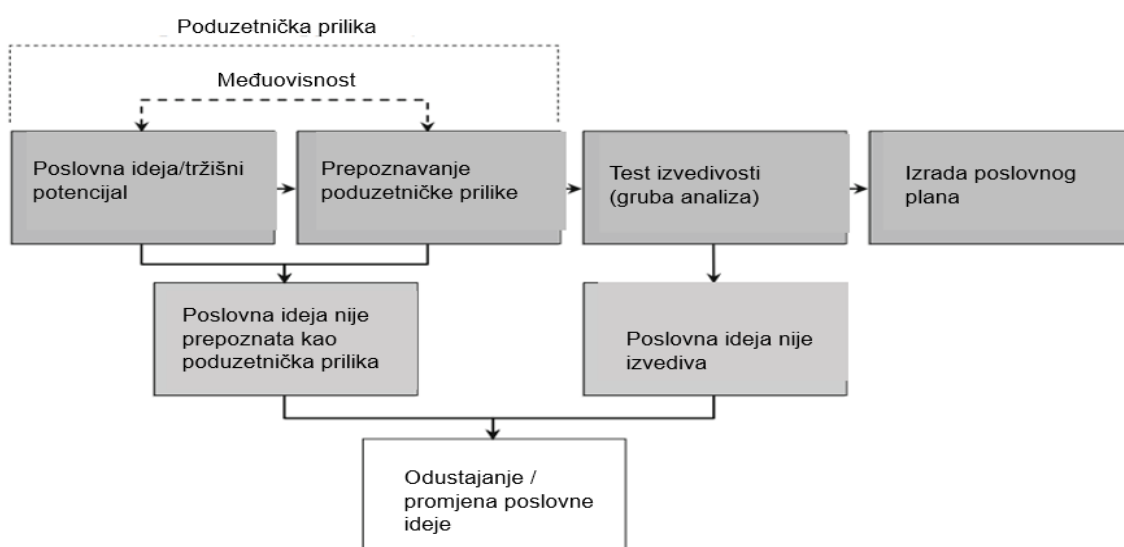 Poduzetnička prilika
Međuovisnost
Poslovna ideja/tržišni
potencijal
Prepoznavanje
poduzetničke prilike
Test izvedivosti
(gruba analiza)
Izrada poslovnog
plana
Poslovna ideja nije
prepoznata kao
poduzetnička prilika
Poslovna ideja nije
izvediva
Odustajanje /
promjena poslovne
ideje